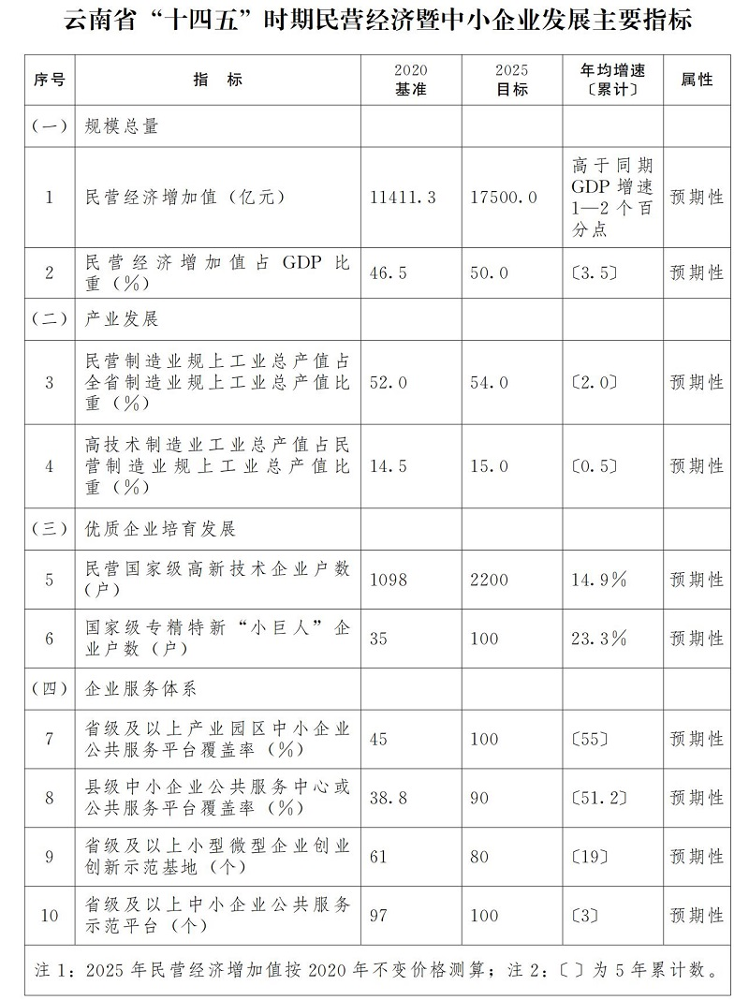 云南省“十四五”时期民营经济暨中小企业发展主要指标
序号 指 标 2020 基准 2025 目标 年均增速〔累计〕 属性
（一） 规模总量
1 民营经济增加值（亿元） 11411.3 17500.0 高于同期GDP增速1—2个百分点 预期性
2 民营经济增加值占GDP比重（%） 46.5 50.0 〔3.5〕 预期性
（二） 产业发展
3 民营制造业规上工业总产值占全省制造业规上工业总产值比重（%） 52.0 54.0 〔2.0〕 预期性
4 高技术制造业工业总产值占民营制造业规上工业总产值比重（%） 14.5 15.0 〔0.5〕 预期性
（三） 优质企业培育发展
5 民营国家级高新技术企业户数（户） 1098 2200 14.9% 预期性
6 国家级专精特新“小巨人”企业户数（户） 35 100 23.3% 预期性
（四） 企业服务体系
7 省级及以上产业园区中小企业公共服务平台覆盖率（%） 45 100 〔55〕 预期性
8 县级中小企业公共服务中心或公共服务平台覆盖率（%） 38.8 90 〔51.2〕 预期性
9 省级及以上小型微型企业创业创新示范基地（个） 61 80 〔19〕 预期性
10 省级及以上中小企业公共服务示范平台（个） 97 100 〔3〕 预期性
注1：2025年民营经济增加值按2020年不变价格测算；注2：〔 〕为5年累计数。